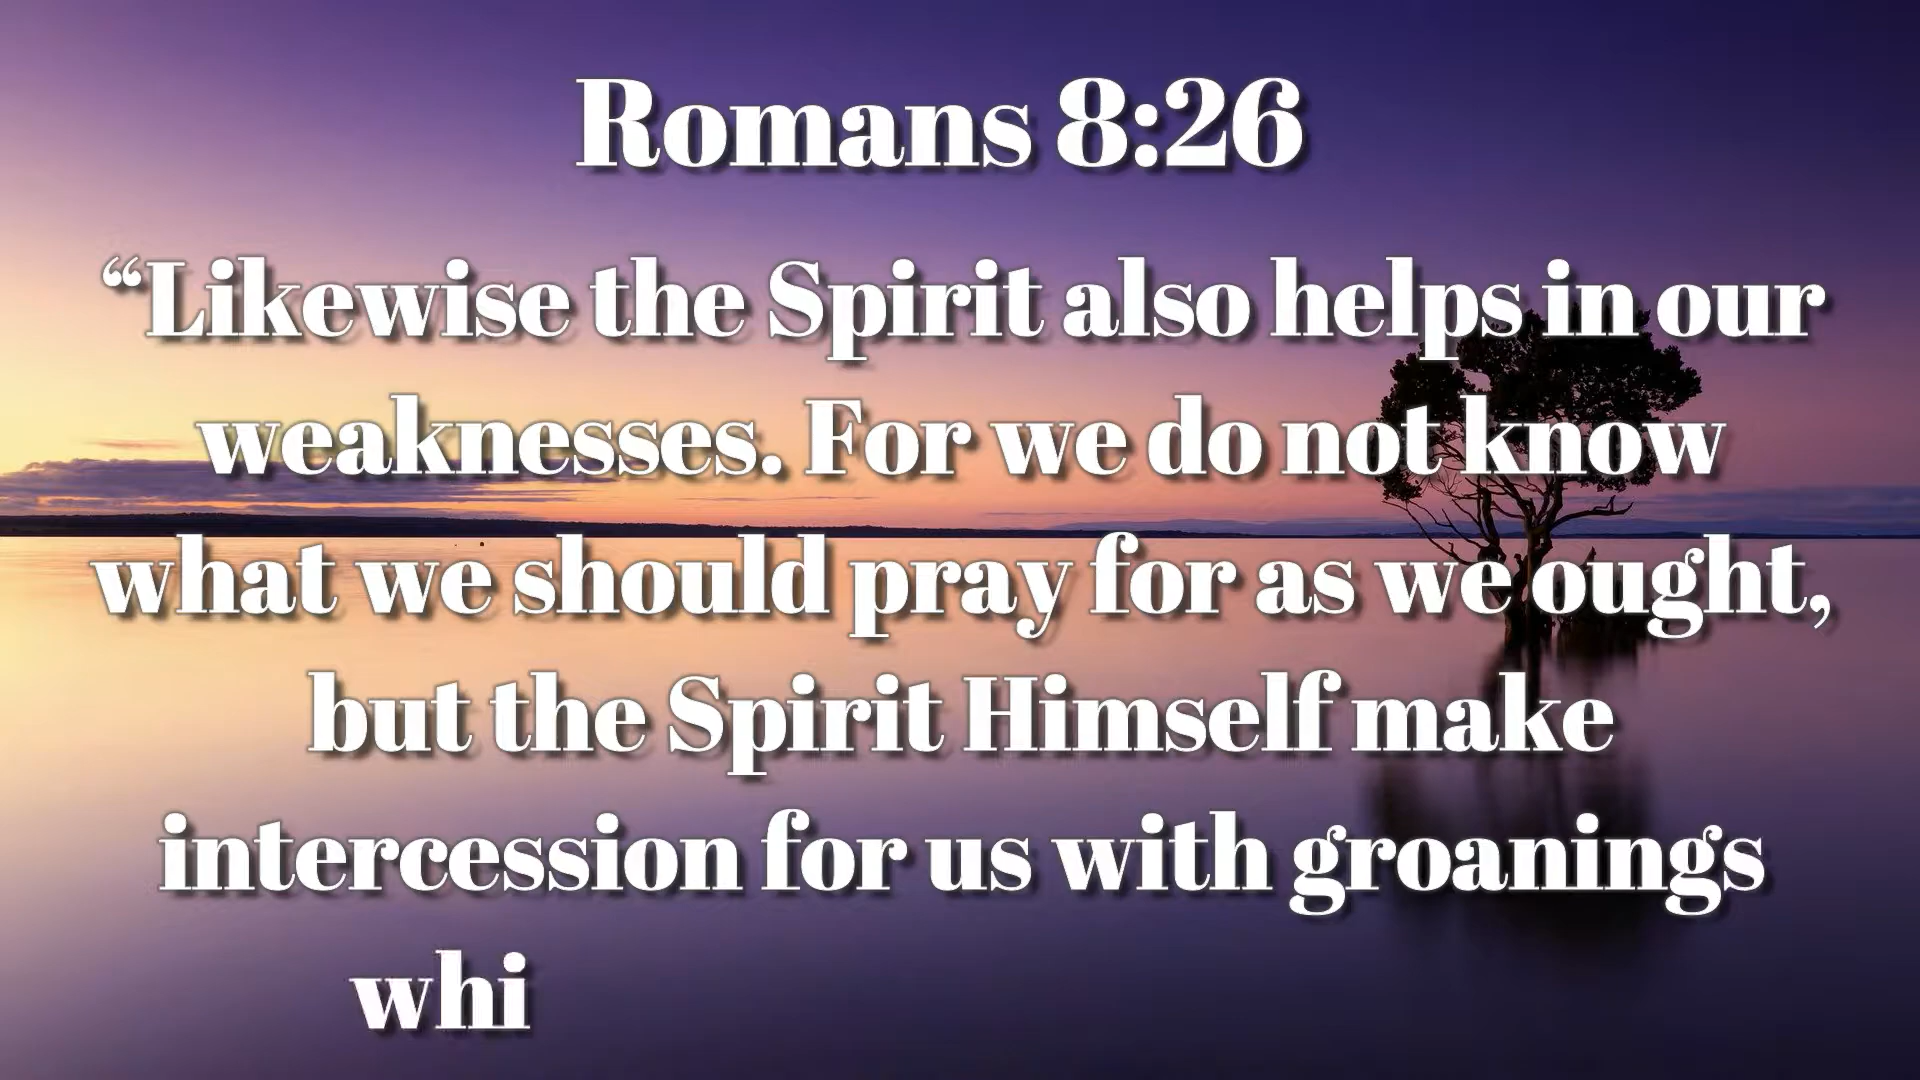 Romans 8:26
“Likewise the Spirit also helps in our
weaknesses. For we do not know
what we should pray for as we ought,
but the Spirit Himself make
intercession for us with groanings
whi